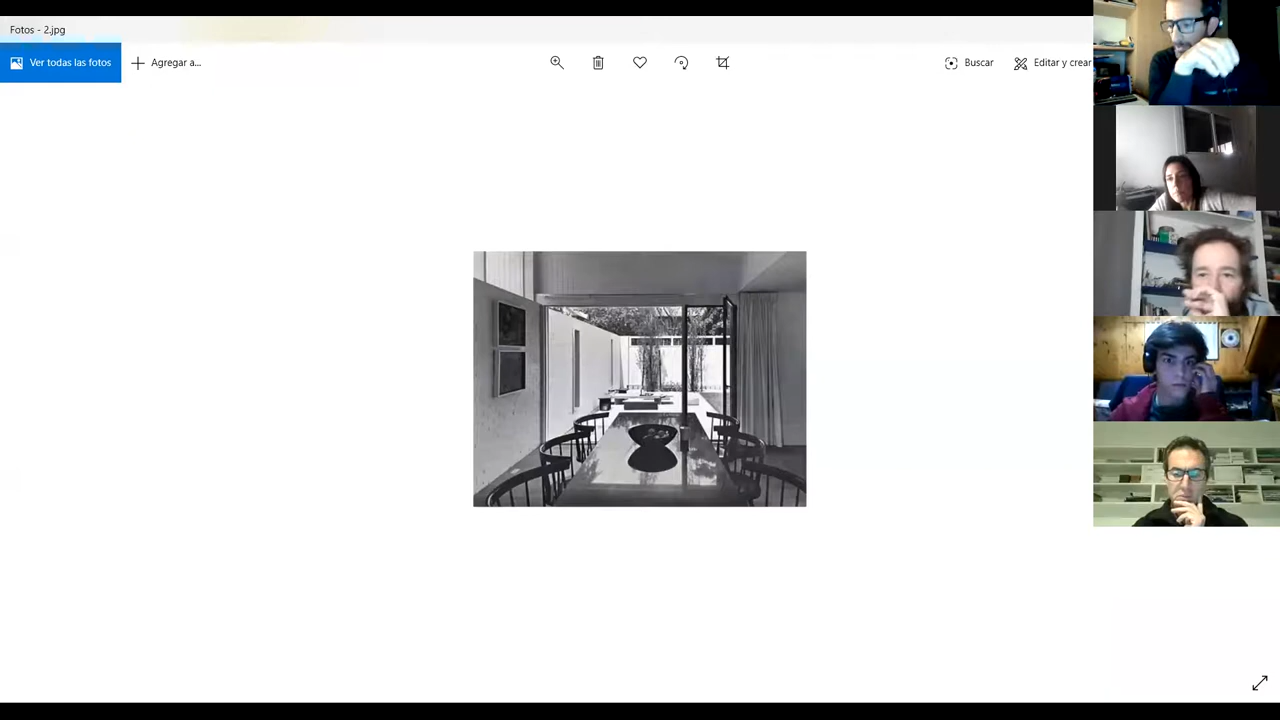 Fotos - 2.jpg
Ver todas las fotos
Agregar a...
Buscar
Editar y crear